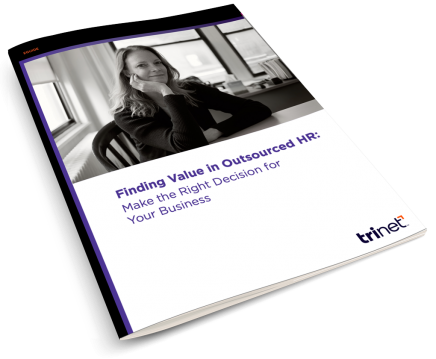 Finding Value in Outsourced HR:
Make the Right Decision for
Your Business
trinet